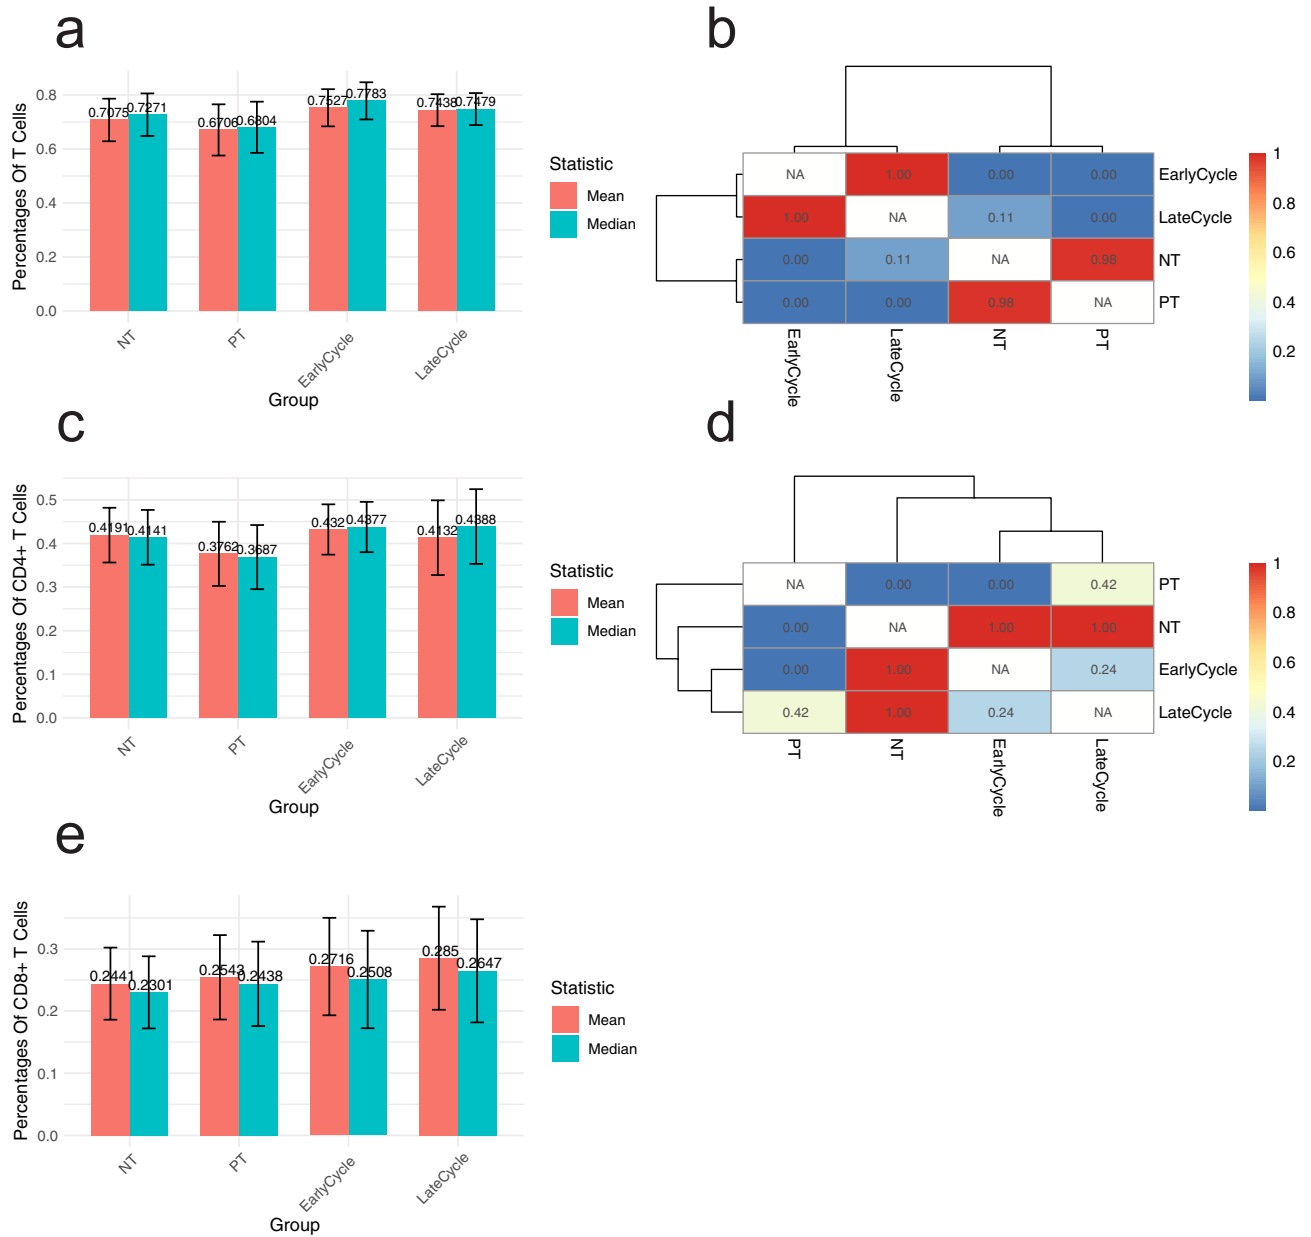 a
Percentages Of T Cells
0.8
0.6
0.4
0.2
0.0
0.7075
0.7271
0.6706
0.6804
0.7527
0.7783
0.7438
0.7479
NT
PT
EarlyCycle
LateCycle
Group
Statistic
Mean
Median
b
NA 1.00 0.00 0.00 EarlyCycle
1.00 NA 0.11 0.00 LateCycle
0.00 0.11 NA 0.98 NT
0.00 0.00 0.98 NA PT
EarlyCycle
LateCycle
NT
PT
1
0.8
0.6
0.4
0.2
c
Percentages Of CD4+ T Cells
0.5
0.4
0.3
0.2
0.1
0.0
0.4191
0.4141
0.3762
0.3687
0.432
0.4377
0.4132
0.4388
NT
PT
EarlyCycle
LateCycle
Group
Statistic
Mean
Median
d
NA 0.00 0.00 0.42 PT
0.00 NA 1.00 1.00 NT
0.00 1.00 NA 0.24 EarlyCycle
0.42 1.00 0.24 NA LateCycle
PT
NT
EarlyCycle
LateCycle
1
0.8
0.6
0.4
0.2
e
Percentages Of CD8+ T Cells
0.3
0.2
0.1
0.0
0.2441
0.2301
0.2543
0.2438
0.2716
0.2508
0.285
0.2647
NT
PT
EarlyCycle
LateCycle
Group
Statistic
Mean
Median